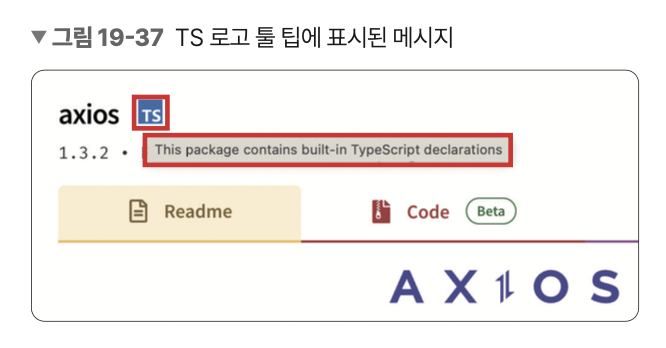 ▼ 그림 19-37 TS 로고 툴 팁에 표시된 메시지
axios TS
1.3.2 •
This package contains built-in TypeScript declarations
Readme
Code Beta
AXIOS